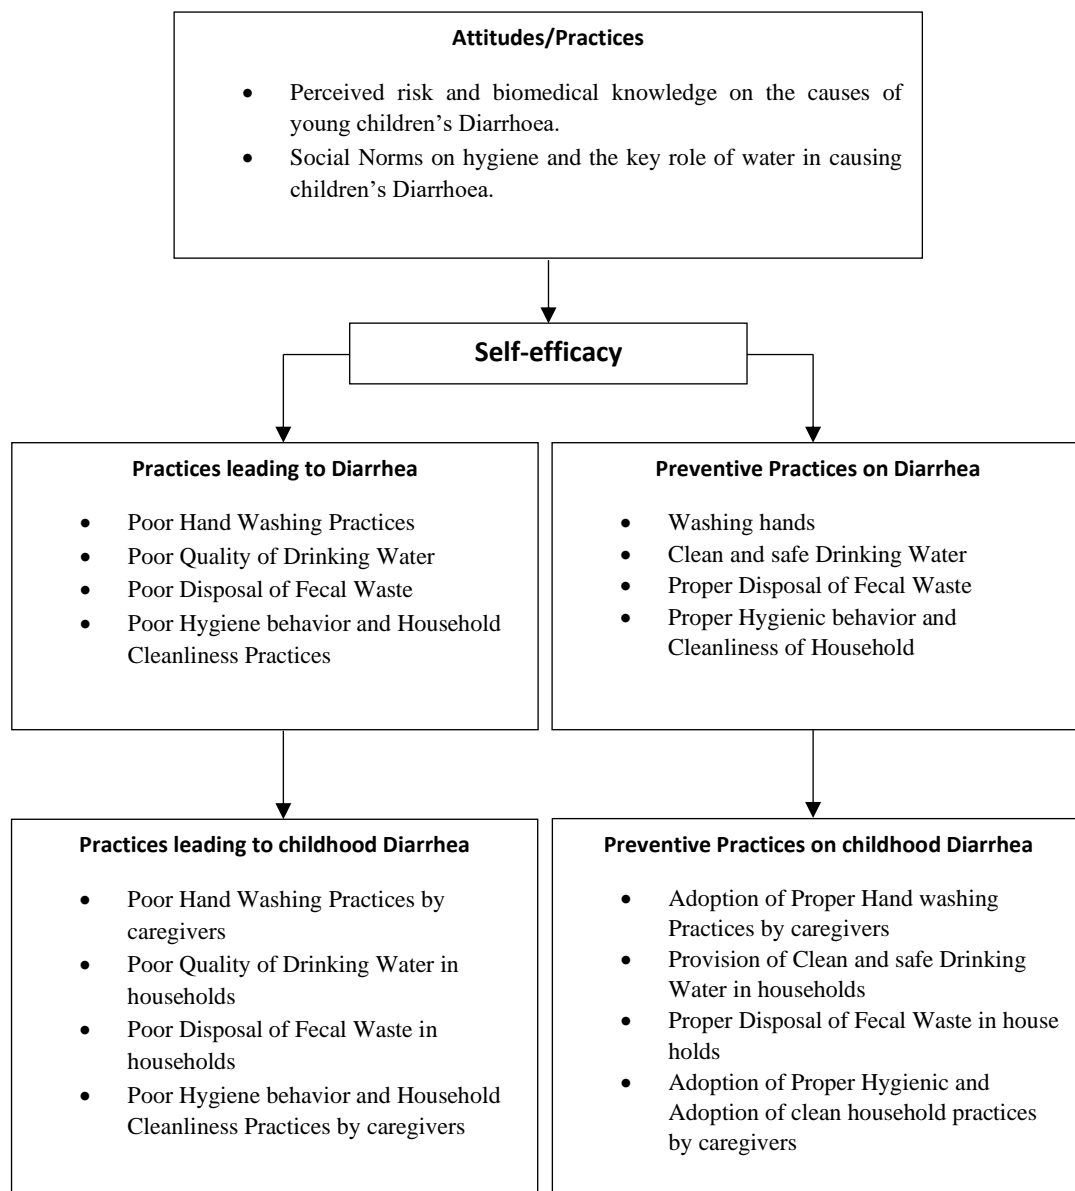 Attitudes/Practices
• Perceived risk and biomedical knowledge on the causes of
young children’s Diarrhoea.
• Social Norms on hygiene and the key role of water in causing
children’s Diarrhoea.
Self-efficacy
Practices leading to Diarrhea
• Poor Hand Washing Practices
• Poor Quality of Drinking Water
• Poor Disposal of Fecal Waste
• Poor Hygiene behavior and Household
Cleanliness Practices
Preventive Practices on Diarrhea
• Washing hands
• Clean and safe Drinking Water
• Proper Disposal of Fecal Waste
• Proper Hygienic behavior and
Cleanliness of Household
Practices leading to childhood Diarrhea
• Poor Hand Washing Practices by
caregivers
• Poor Quality of Drinking Water in
households
• Poor Disposal of Fecal Waste in
households
• Poor Hygiene behavior and Household
Cleanliness Practices by caregivers
Preventive Practices on childhood Diarrhea
• Adoption of Proper Hand washing
Practices by caregivers
• Provision of Clean and safe Drinking
Water in households
• Proper Disposal of Fecal Waste in house
holds
• Adoption of Proper Hygienic and
Adoption of clean household practices
by caregivers